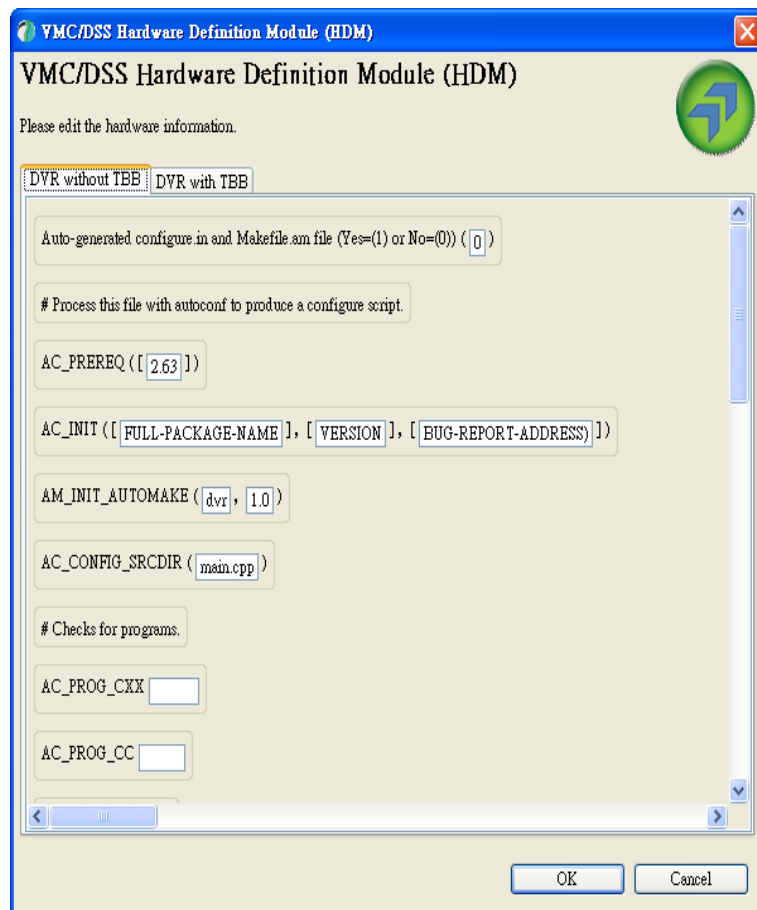 VMC/DSS Hardware Definition Module (HDM)
VMC/DSS Hardware Definition Module (HDM)
Please edit the hardware information.
DVR without TBB DVR with TBB
Auto-generated configure.in and Makefile.am file (Yes=(1) or No=(0)) ( 0 )
# Process this file with autoconf to produce a configure script.
AC_PREREQ ([ 2.63 ])
AC_INIT ([ FULL-PACKAGE-NAME ], [ VERSION ], [ BUG-REPORT-ADDRESS) ])
AM_INIT_AUTOMAKE ( dvr , 1.0 )
AC_CONFIG_SRCDIR ( main.cpp )
# Checks for programs.
AC_PROG_CXX
AC_PROG_CC
OK Cancel